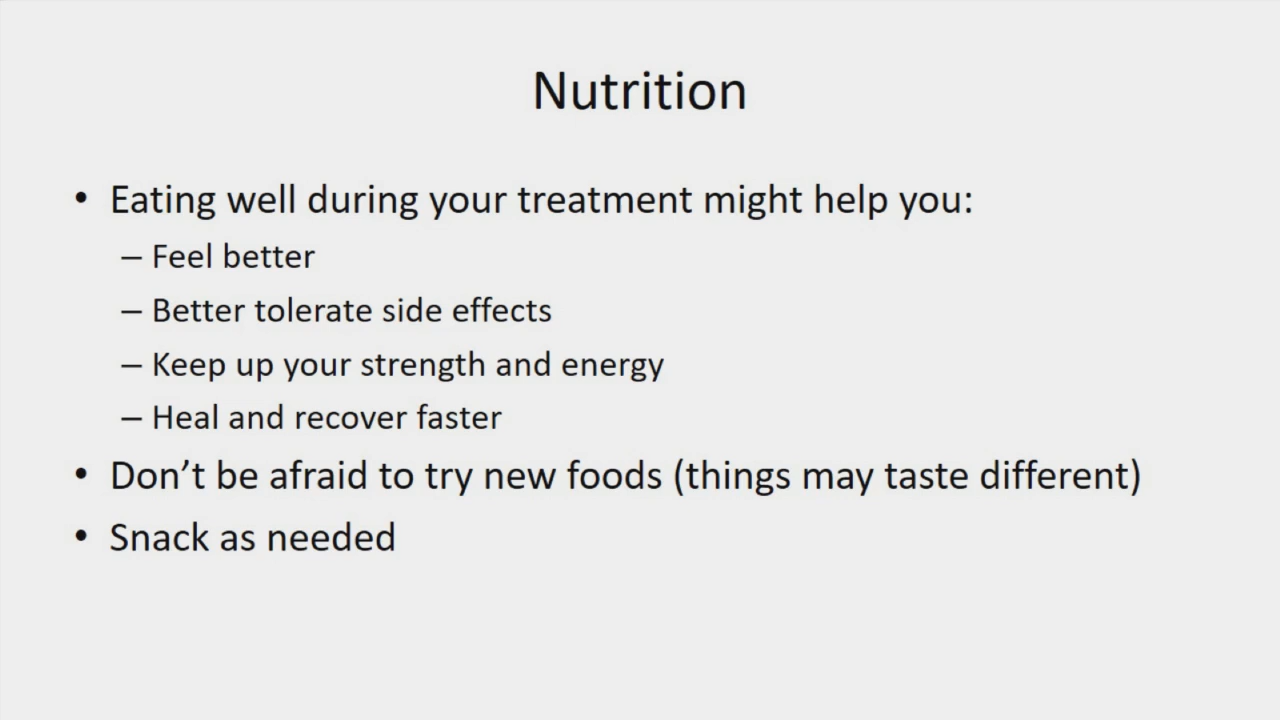 Nutrition
• Eating well during your treatment might help you:
– Feel better
– Better tolerate side effects
– Keep up your strength and energy
– Heal and recover faster
• Don’t be afraid to try new foods (things may taste different)
• Snack as needed